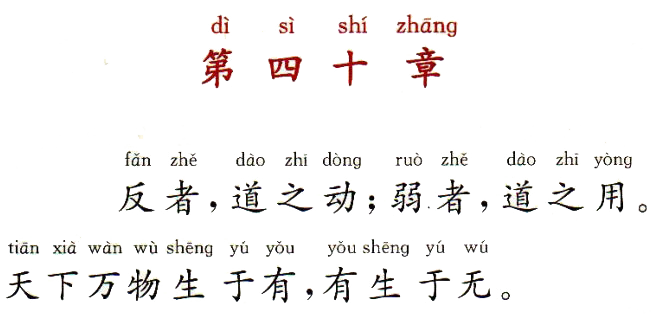 dì sì shí zhāng
第四十章
fǎn zhě dào zhī dòng ruò zhě dào zhī yòng
反者，道之动；弱者，道之用。
tiān xià wàn wù shēng yú yǒu yǒu shēng yú wú
天下万物生于有，有生于无。